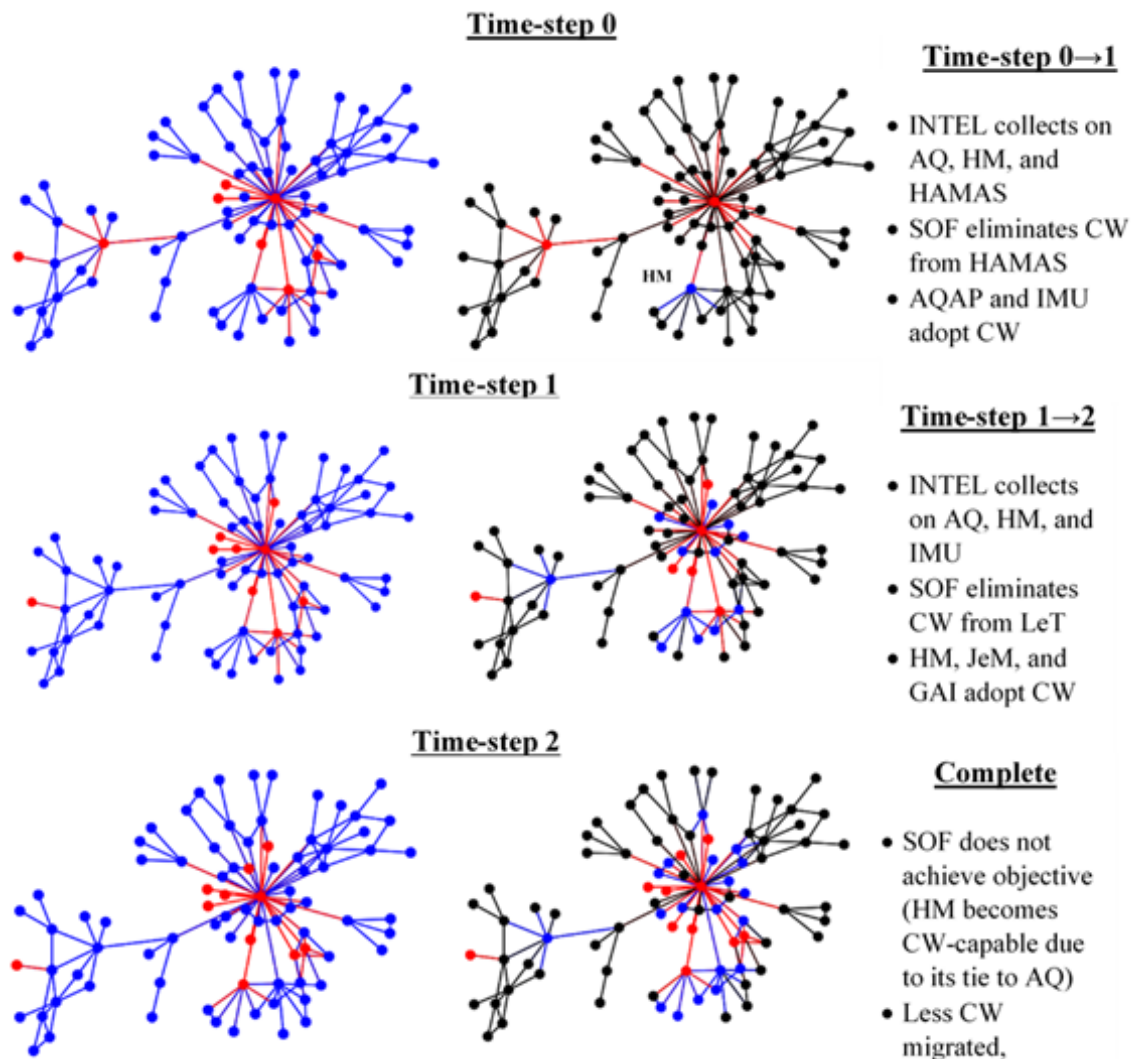 Time-step 0
Time-step 0→1
● INTEL collects on
AQ, HM, and
HAMAS
● SOF eliminates CW
from HAMAS
● AQAP and IMU
adopt CW
HM
Time-step 1
Time-step 1→2
● INTEL collects
on AQ, HM, and
IMU
● SOF eliminates
CW from LeT
● HM, JeM, and
GAI adopt CW
Time-step 2
Complete
● SOF does not
achieve objective
(HM becomes
CW-capable due
to its tie to AQ)
● Less CW
migrated,